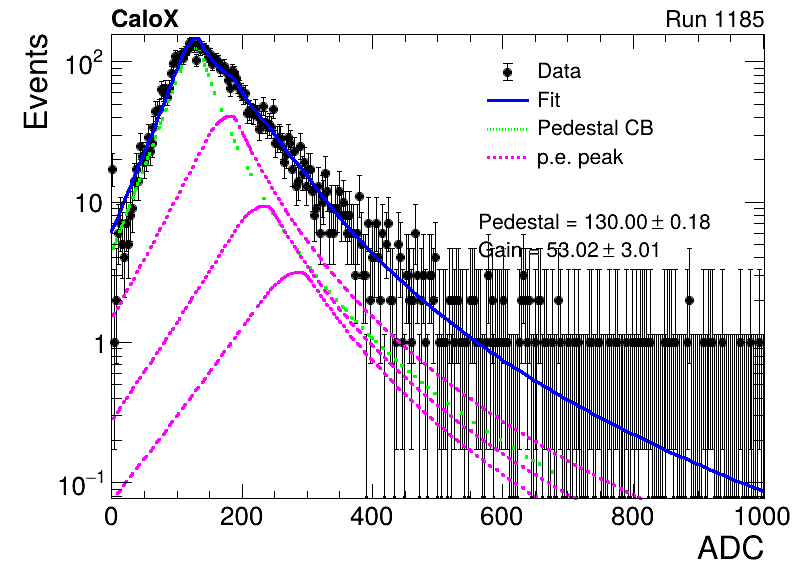 CaloX Run 1185
Events
Data
Fit
Pedestal CB
p.e. peak
Pedestal = 130.00 ± 0.18
Gain = 53.02 ± 3.01
10²
10
1
10⁻¹
0 200 400 600 800 1000
ADC